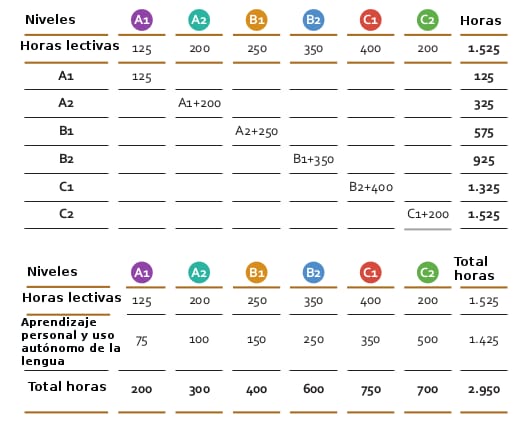 Niveles A1 A2 B1 B2 C1 C2 Horas
Horas lectivas 125 200 250 350 400 200 1.525
A1 125 125
A2 A1+200 325
B1 A2+250 575
B2 B1+350 925
C1 B2+400 1.325
C2 C1+200 1.525
Niveles A1 A2 B1 B2 C1 C2 Total
horas
Horas lectivas 125 200 250 350 400 200 1.525
Aprendizaje
personal y uso
autónomo de la
lengua 75 100 150 250 350 500 1.425
Total horas 200 300 400 600 750 700 2.950